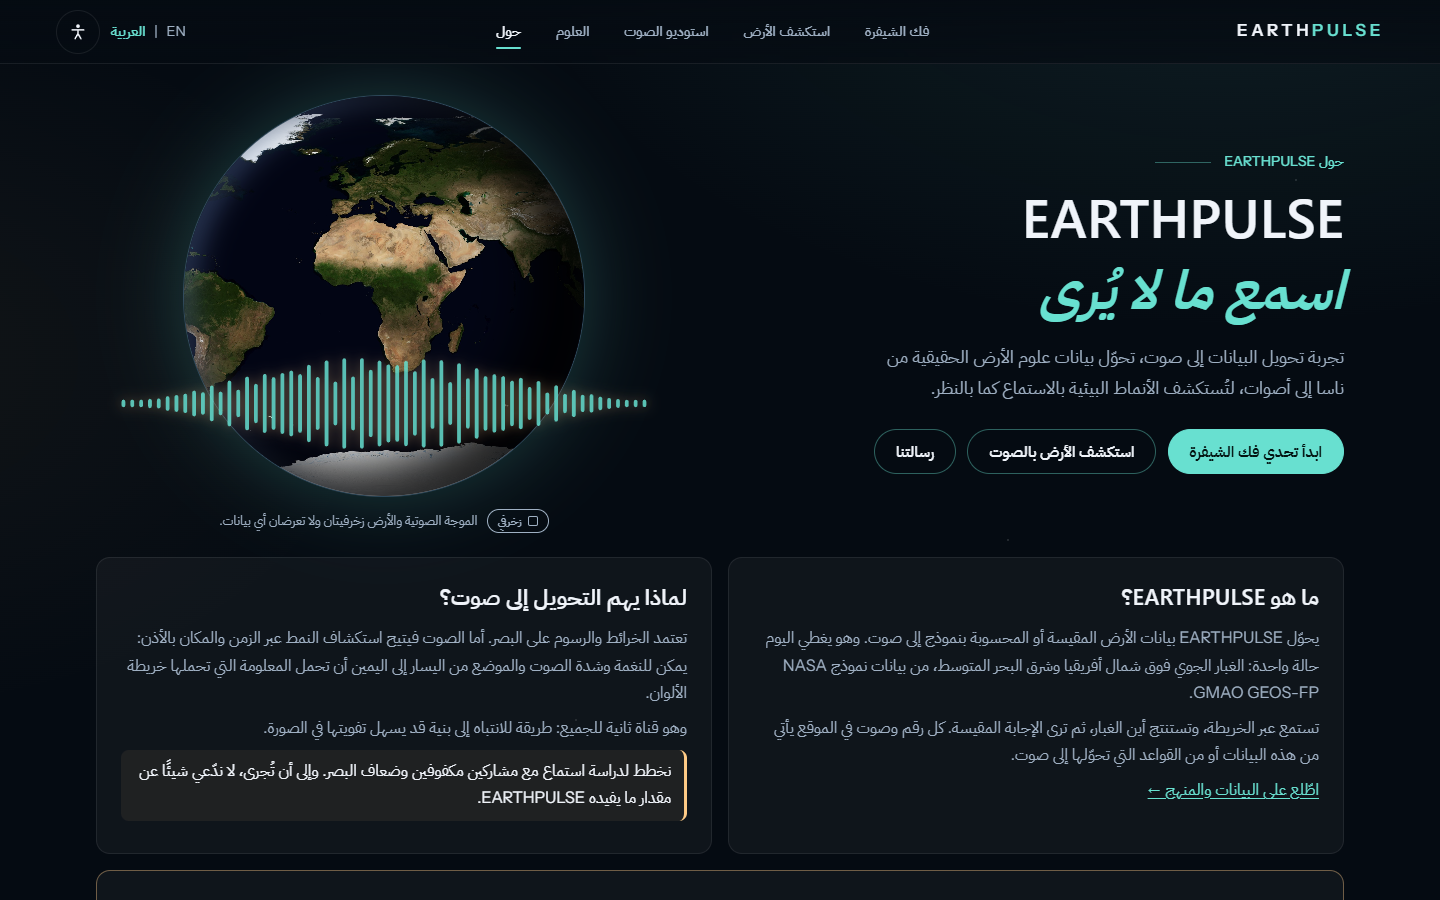 EARTHPULSE
فك الشيفرة
استكشف الأرض
استوديو الصوت
العلوم
حول
EN | العربية
حول EARTHPULSE
EARTHPULSE
اسمع ما لا يُرى
تجربة تحويل البيانات إلى صوت، تحوّل بيانات علوم الأرض الحقيقية من
ناسا إلى أصوات، لتُستكشف الأنماط البيئية بالاستماع كما بالنظر.
ابدأ تحدي فك الشيفرة
استكشف الأرض بالصوت
رسالتنا
زخرفي
الموجة الصوتية والأرض زخرفيتان ولا تعرضان أي بيانات.
ما هو EARTHPULSE؟
يحوّل EARTHPULSE بيانات الأرض المقيسة أو المحسوبة بنموذج إلى صوت. وهو يغطي اليوم
حالة واحدة: الغبار الجوي فوق شمال أفريقيا وشرق البحر المتوسط، من بيانات نموذج NASA
GMAO GEOS-FP.
تستمع عبر الخريطة، وتستنتج أين الغبار، ثم ترى الإجابة المقيسة. كل رقم وصوت في الموقع يأتي
من هذه البيانات أو من القواعد التي تحوّلها إلى صوت.
اطّلع على البيانات والمنهج ←
لماذا يهم التحويل إلى صوت؟
تعتمد الخرائط والرسوم على البصر. أما الصوت فيتيح استكشاف النمط عبر الزمن والمكان بالأذن:
يمكن للنغمة وشدة الصوت والموضع من اليسار إلى اليمين أن تحمل المعلومة التي تحملها خريطة
الألوان.
وهو قناة ثانية للجميع: طريقة للانتباه إلى بنية قد يسهل تفويتها في الصورة.
نخطط لدراسة استماع مع مشاركين مكفوفين وضعاف البصر. وإلى أن تُجرى، لا ندّعي شيئًا عن
مقدار ما يفيده EARTHPULSE.